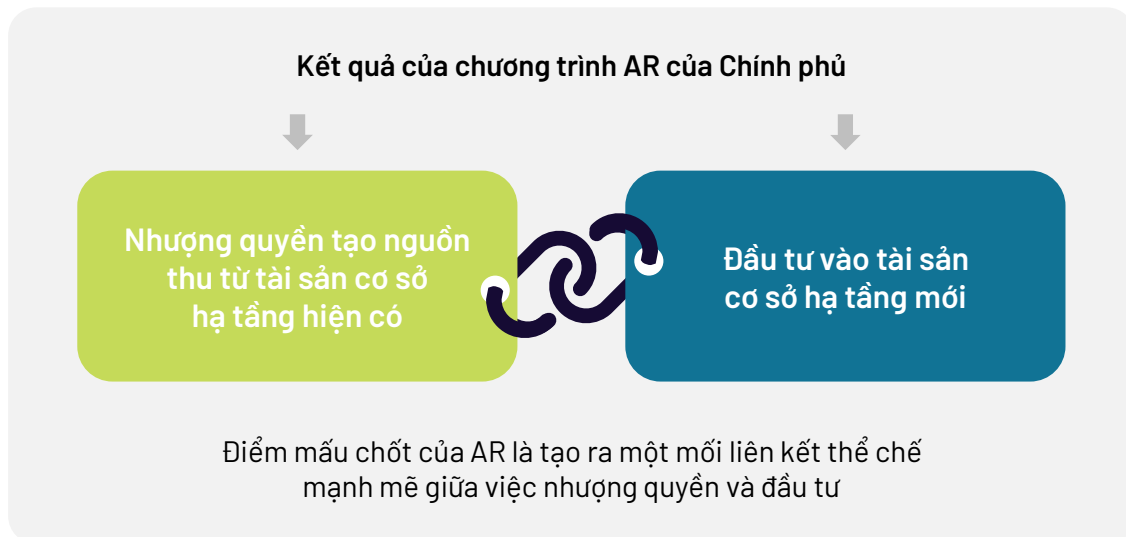 Kết quả của chương trình AR của Chính phủ
Nhượng quyền tạo nguồn
thu từ tài sản cơ sở
hạ tầng hiện có
Đầu tư vào tài sản
cơ sở hạ tầng mới
Điểm mấu chốt của AR là tạo ra một mối liên kết thể chế
mạnh mẽ giữa việc nhượng quyền và đầu tư